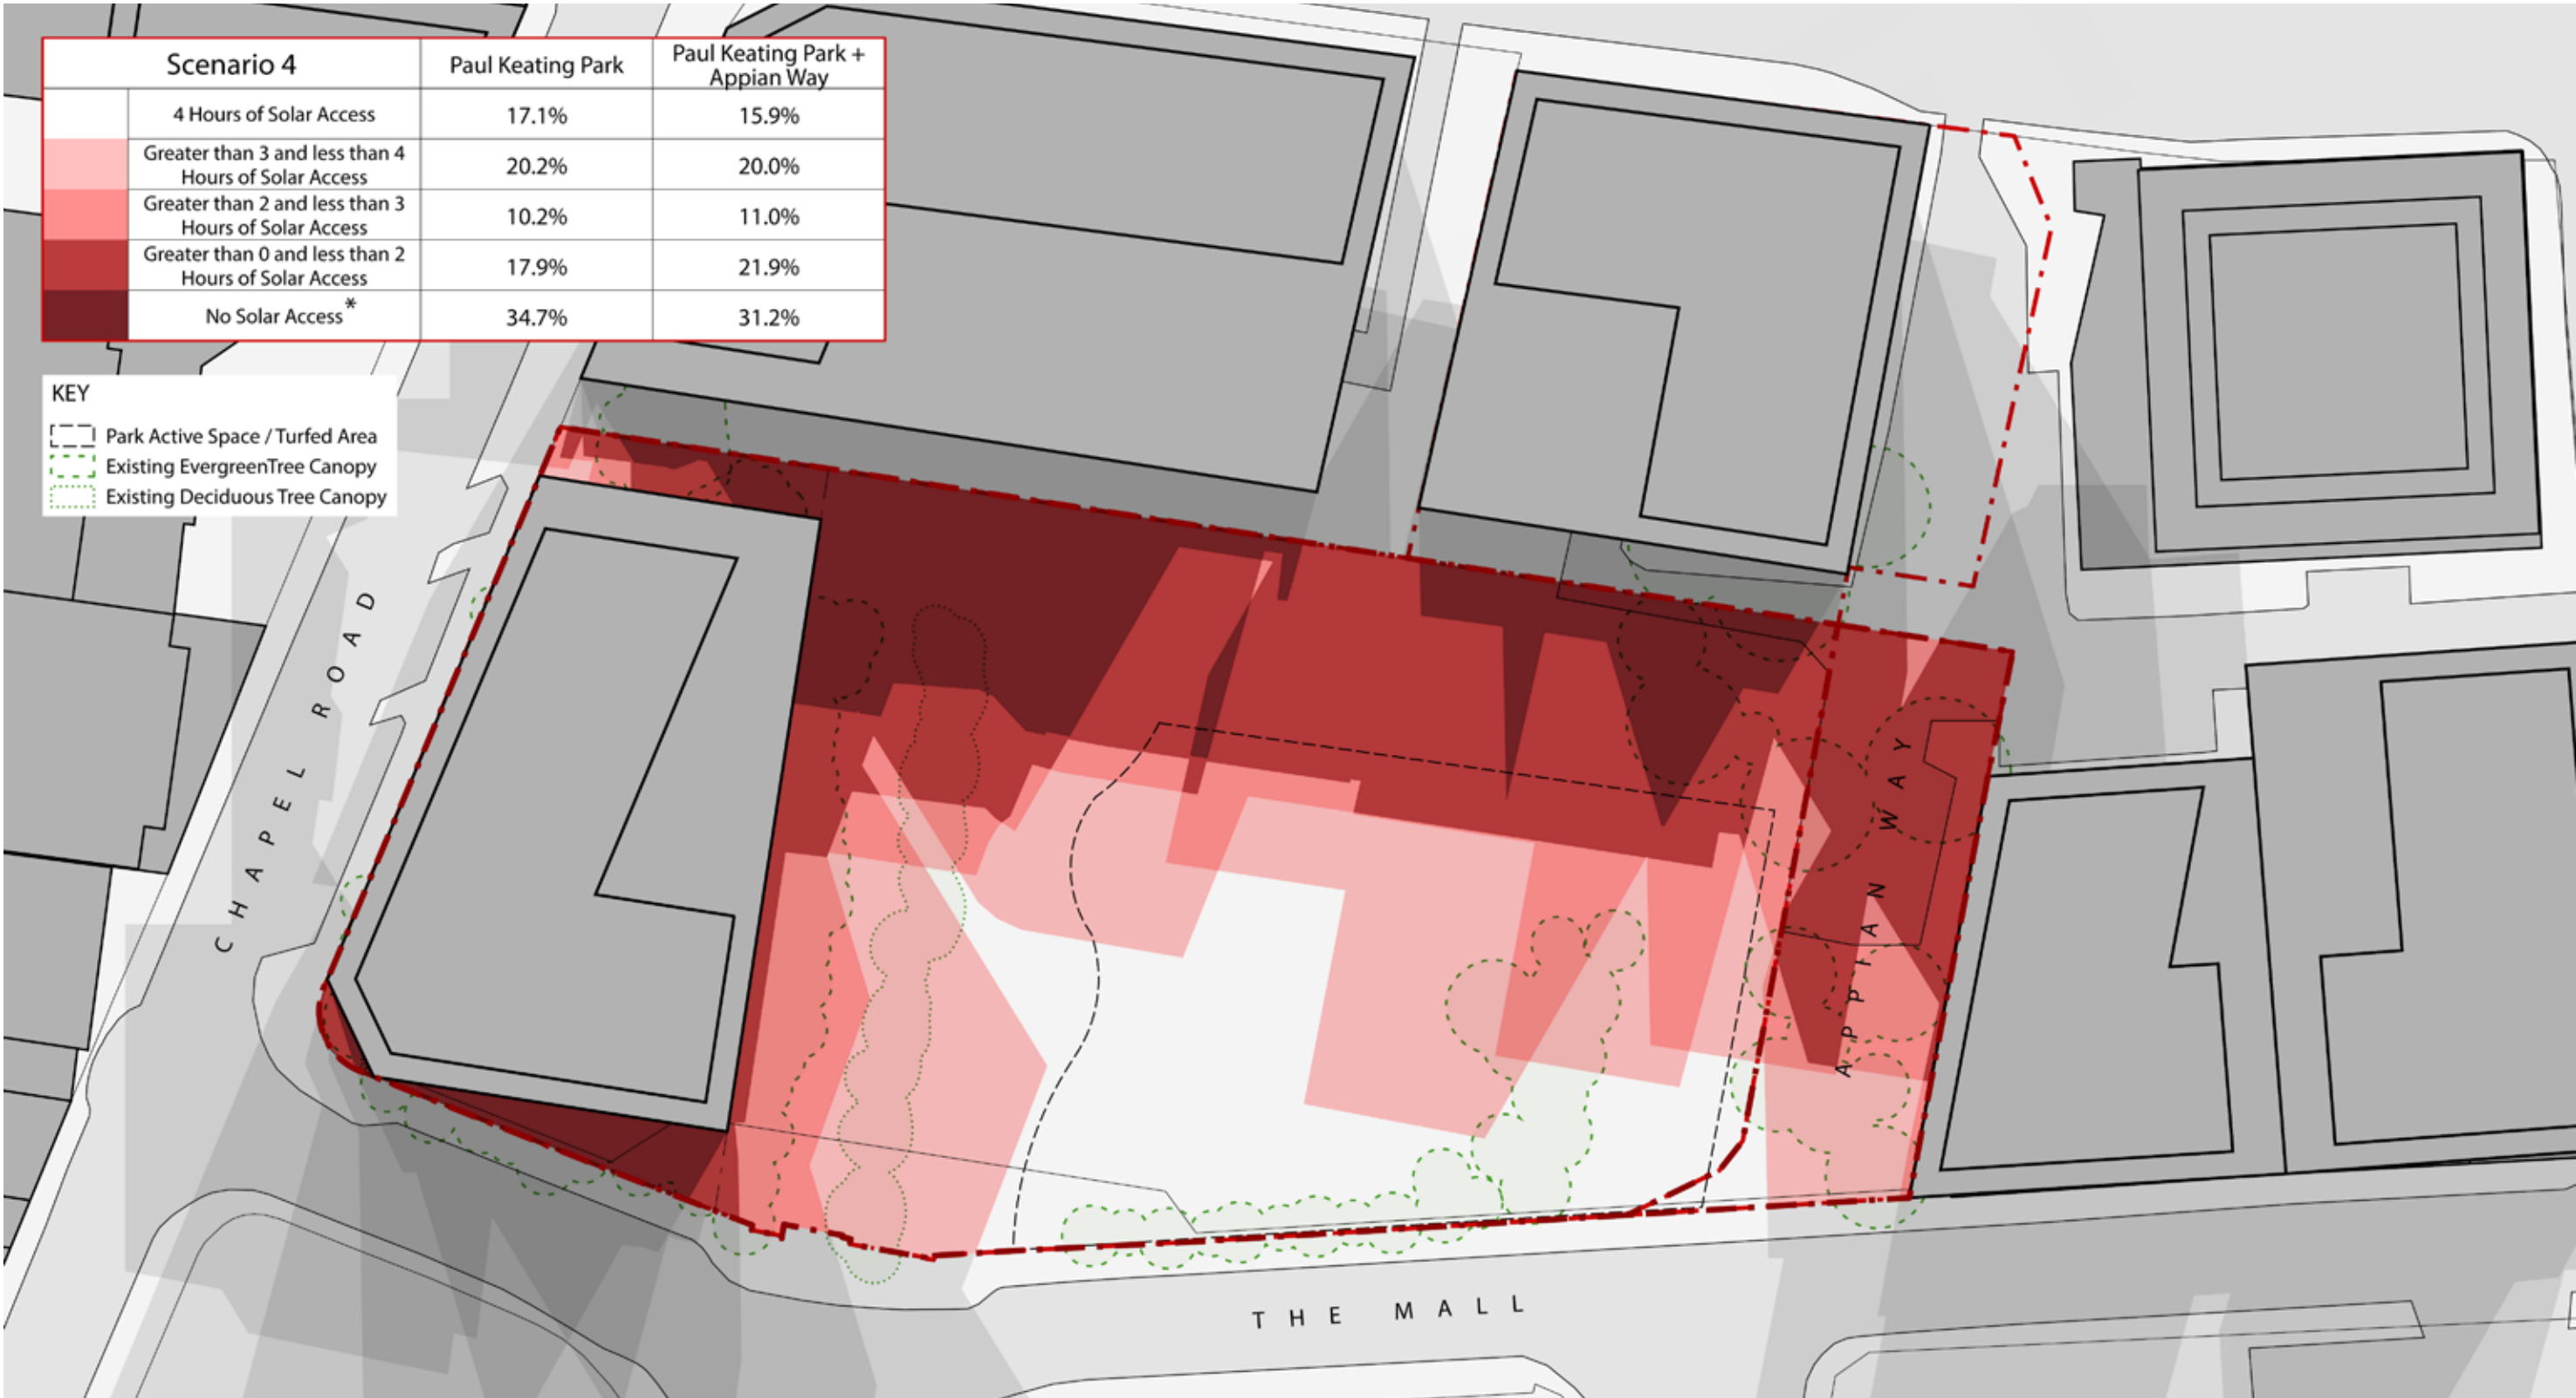 Scenario 4
Paul Keating Park
Paul Keating Park +
Appian Way
4 Hours of Solar Access
17.1%
15.9%
Greater than 3 and less than 4
Hours of Solar Access
20.2%
20.0%
Greater than 2 and less than 3
Hours of Solar Access
10.2%
11.0%
Greater than 0 and less than 2
Hours of Solar Access
17.9%
21.9%
No Solar Access*
34.7%
31.2%
KEY
Park Active Space / Turfed Area
Existing EvergreenTree Canopy
Existing Deciduous Tree Canopy
CHAPEL ROAD
APPIAN WAY
THE MALL